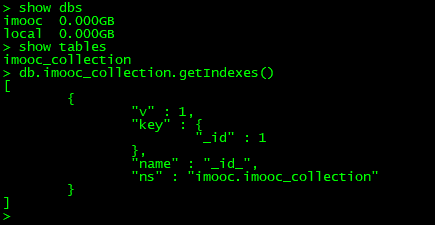 > show dbs
imooc  0.000GB
local  0.000GB
> show tables
imooc_collection
> db.imooc_collection.getIndexes()
[
        {
                "v" : 1,
                "key" : {
                        "_id" : 1
                },
                "name" : "_id_",
                "ns" : "imooc.imooc_collection"
        }
]
>